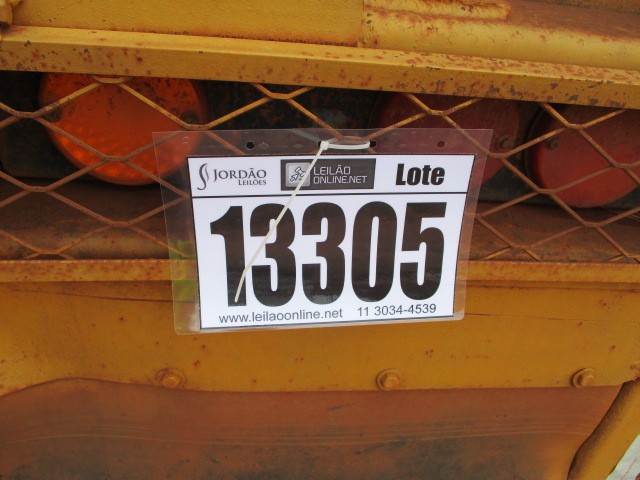 JORDÃO LEILÕES LEILÃO ONLINE.NET Lote
13305
www.leilaoonline.net 11 3034-4539